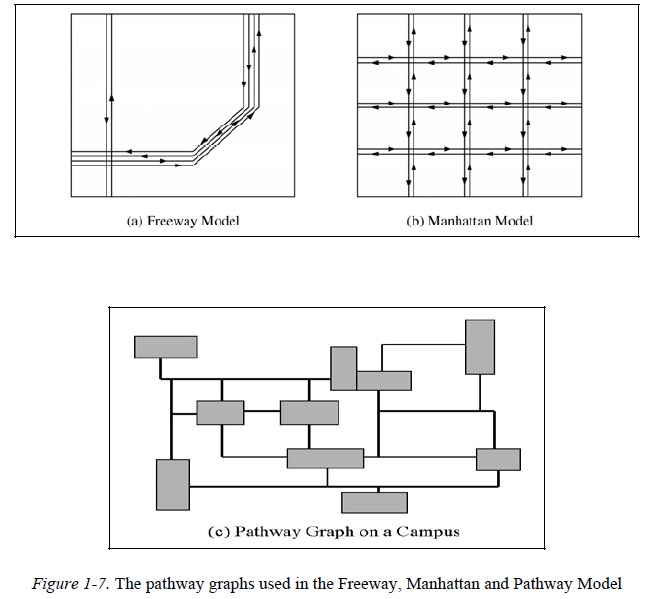 (a) Freeway Model
(b) Manhattan Model
(c) Pathway Graph on a Campus
Figure 1-7. The pathway graphs used in the Freeway, Manhattan and Pathway Model